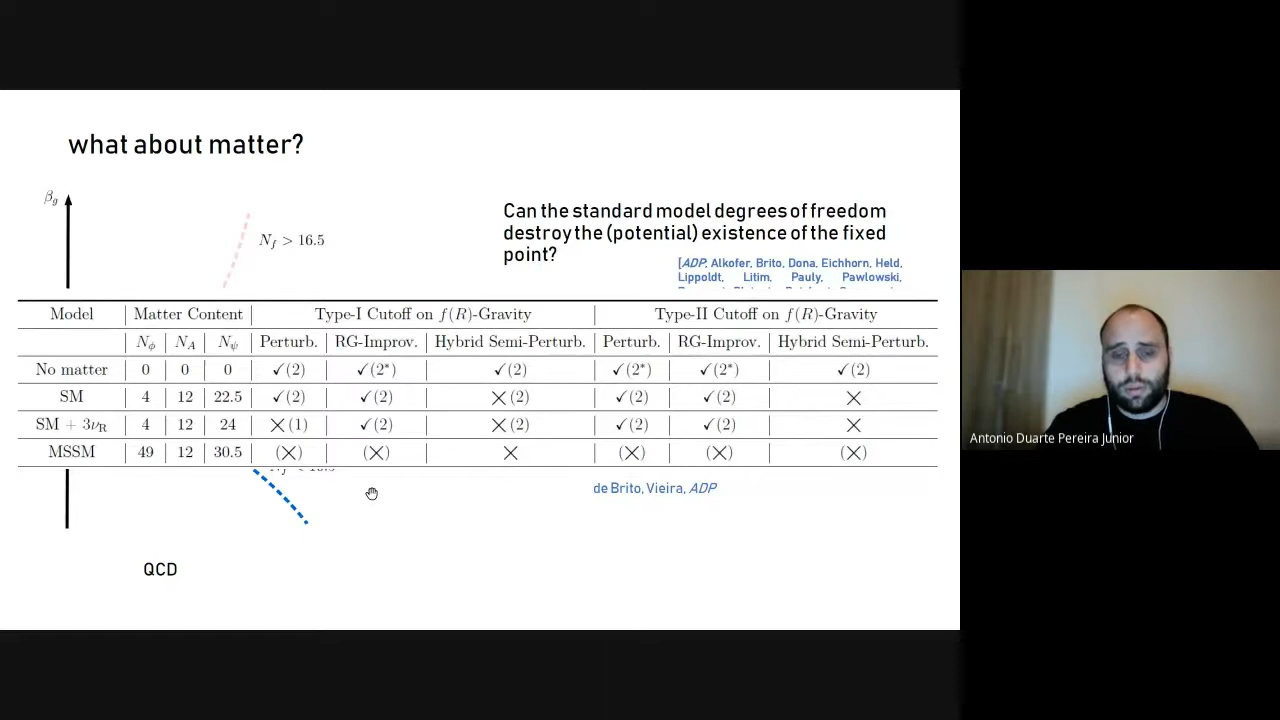 what about matter?
β_g
N_f > 16.5
Can the standard model degrees of freedom
destroy the (potential) existence of the fixed
point?
[ADP, Alkofer, Brito, Dona, Eichhorn, Held,
Lippoldt, Litim, Pauly, Pawlowski,
Model Matter Content Type-I Cutoff on f(R)-Gravity Type-II Cutoff on f(R)-Gravity
N_ϕ N_A N_ψ Perturb. RG-Improv. Hybrid Semi-Perturb. Perturb. RG-Improv. Hybrid Semi-Perturb.
No matter 0 0 0 ✓(2) ✓(2*) ✓(2) ✓(2*) ✓(2*) ✓(2)
SM 4 12 22.5 ✓(2) ✓(2) ✕(2) ✓(2) ✓(2) ✕
SM + 3ν_R 4 12 24 ✕(1) ✓(2) ✕(2) ✓(2) ✓(2) ✕
MSSM 49 12 30.5 (✕) (✕) ✕ (✕) (✕) (✕)
de Brito, Vieira, ADP
QCD
Antonio Duarte Pereira Junior